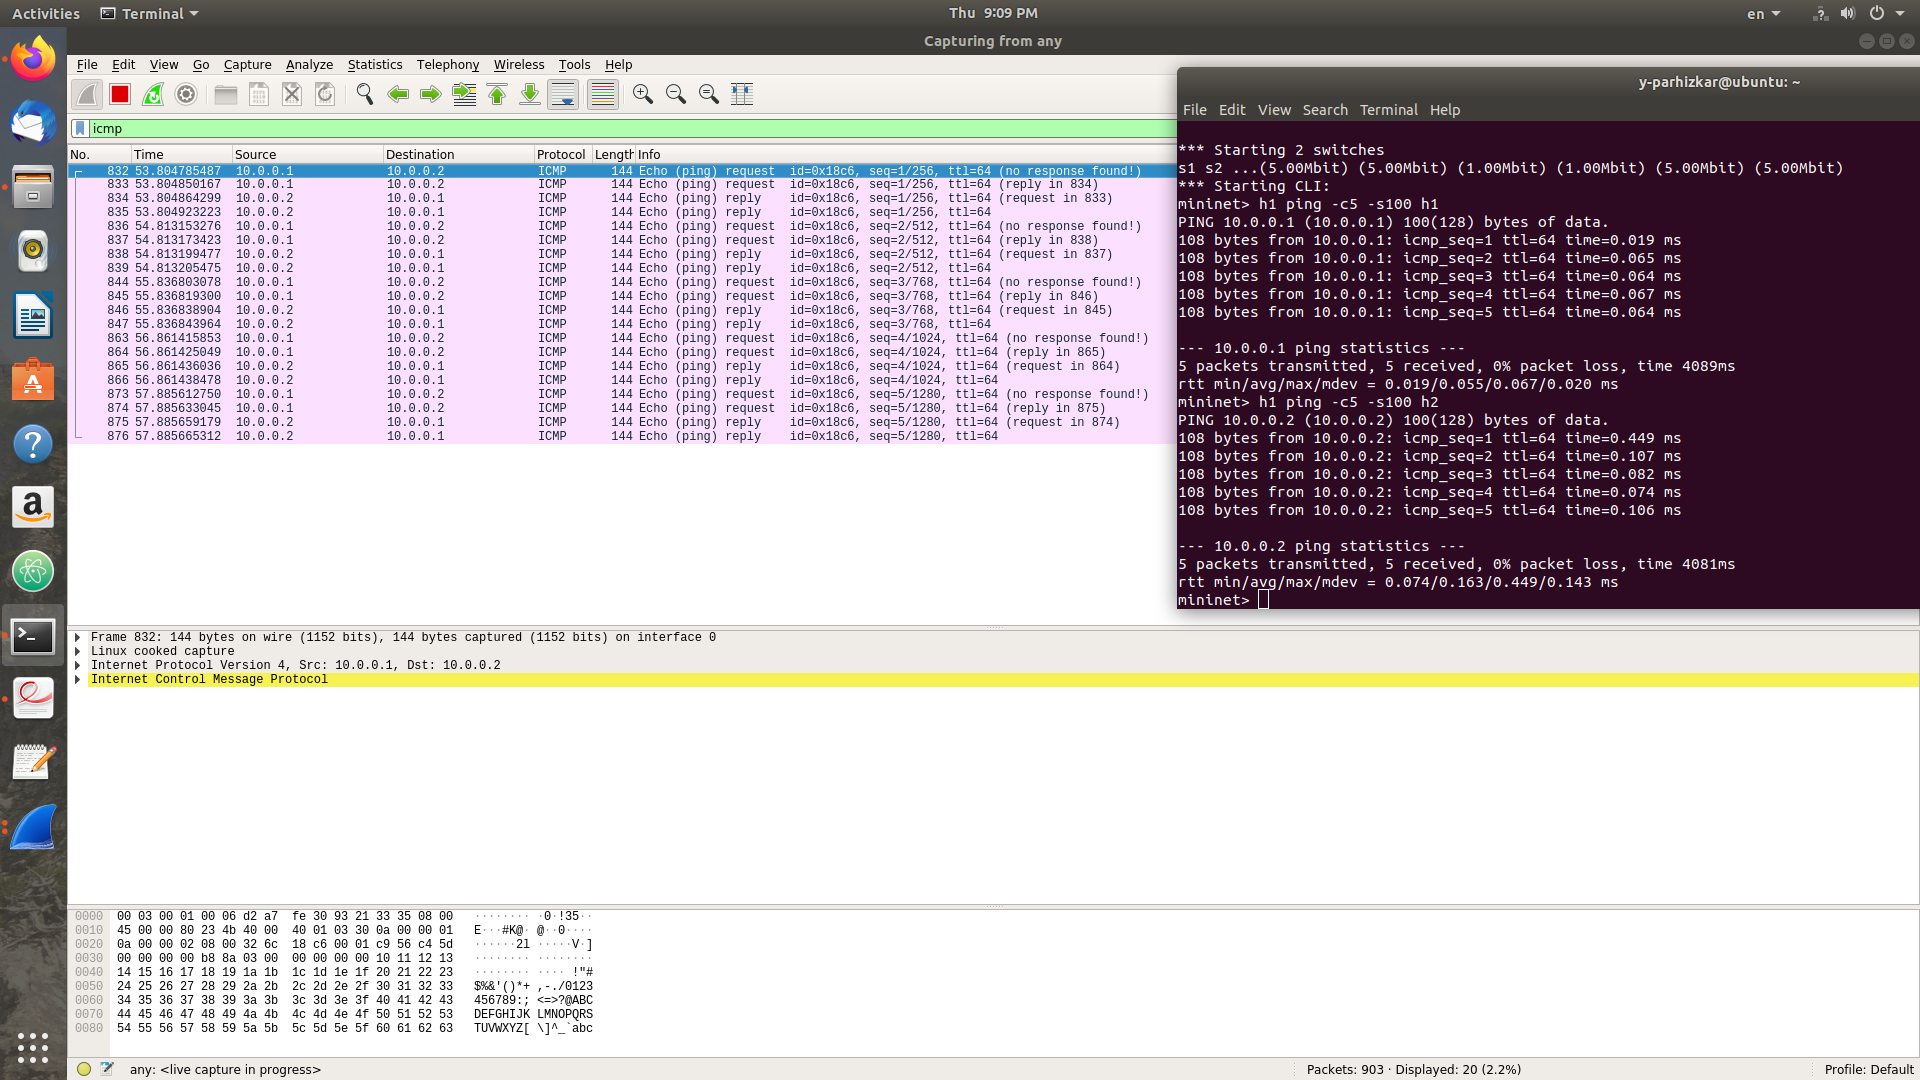 Activities Terminal Thu 9:09 PM en
Capturing from any
File Edit View Go Capture Analyze Statistics Telephony Wireless Tools Help
icmp
No. Time Source Destination Protocol Length Info
832 53.804785487 10.0.0.1 10.0.0.2 ICMP 144 Echo (ping) request id=0x18c6, seq=1/256, ttl=64 (no response found!)
833 53.804850167 10.0.0.1 10.0.0.2 ICMP 144 Echo (ping) request id=0x18c6, seq=1/256, ttl=64 (reply in 834)
834 53.804864299 10.0.0.2 10.0.0.1 ICMP 144 Echo (ping) reply id=0x18c6, seq=1/256, ttl=64 (request in 833)
835 53.804923223 10.0.0.2 10.0.0.1 ICMP 144 Echo (ping) reply id=0x18c6, seq=1/256, ttl=64
836 54.813153276 10.0.0.1 10.0.0.2 ICMP 144 Echo (ping) request id=0x18c6, seq=2/512, ttl=64 (no response found!)
837 54.813173423 10.0.0.1 10.0.0.2 ICMP 144 Echo (ping) request id=0x18c6, seq=2/512, ttl=64 (reply in 838)
838 54.813199477 10.0.0.2 10.0.0.1 ICMP 144 Echo (ping) reply id=0x18c6, seq=2/512, ttl=64 (request in 837)
839 54.813205475 10.0.0.2 10.0.0.1 ICMP 144 Echo (ping) reply id=0x18c6, seq=2/512, ttl=64
844 55.836803078 10.0.0.1 10.0.0.2 ICMP 144 Echo (ping) request id=0x18c6, seq=3/768, ttl=64 (no response found!)
845 55.836819300 10.0.0.1 10.0.0.2 ICMP 144 Echo (ping) request id=0x18c6, seq=3/768, ttl=64 (reply in 846)
846 55.836838904 10.0.0.2 10.0.0.1 ICMP 144 Echo (ping) reply id=0x18c6, seq=3/768, ttl=64 (request in 845)
847 55.836843964 10.0.0.2 10.0.0.1 ICMP 144 Echo (ping) reply id=0x18c6, seq=3/768, ttl=64
863 56.861415853 10.0.0.1 10.0.0.2 ICMP 144 Echo (ping) request id=0x18c6, seq=4/1024, ttl=64 (no response found!)
864 56.861425049 10.0.0.1 10.0.0.2 ICMP 144 Echo (ping) request id=0x18c6, seq=4/1024, ttl=64 (reply in 865)
865 56.861436036 10.0.0.2 10.0.0.1 ICMP 144 Echo (ping) reply id=0x18c6, seq=4/1024, ttl=64 (request in 864)
866 56.861438478 10.0.0.2 10.0.0.1 ICMP 144 Echo (ping) reply id=0x18c6, seq=4/1024, ttl=64
873 57.885612750 10.0.0.1 10.0.0.2 ICMP 144 Echo (ping) request id=0x18c6, seq=5/1280, ttl=64 (no response found!)
874 57.885633045 10.0.0.1 10.0.0.2 ICMP 144 Echo (ping) request id=0x18c6, seq=5/1280, ttl=64 (reply in 875)
875 57.885659179 10.0.0.2 10.0.0.1 ICMP 144 Echo (ping) reply id=0x18c6, seq=5/1280, ttl=64 (request in 874)
876 57.885665312 10.0.0.2 10.0.0.1 ICMP 144 Echo (ping) reply id=0x18c6, seq=5/1280, ttl=64
y-parhizkar@ubuntu: ~
File Edit View Search Terminal Help
*** Starting 2 switches
s1 s2 ...(5.00Mbit) (5.00Mbit) (1.00Mbit) (1.00Mbit) (5.00Mbit) (5.00Mbit)
*** Starting CLI:
mininet> h1 ping -c5 -s100 h1
PING 10.0.0.1 (10.0.0.1) 100(128) bytes of data.
108 bytes from 10.0.0.1: icmp_seq=1 ttl=64 time=0.019 ms
108 bytes from 10.0.0.1: icmp_seq=2 ttl=64 time=0.065 ms
108 bytes from 10.0.0.1: icmp_seq=3 ttl=64 time=0.064 ms
108 bytes from 10.0.0.1: icmp_seq=4 ttl=64 time=0.067 ms
108 bytes from 10.0.0.1: icmp_seq=5 ttl=64 time=0.064 ms
--- 10.0.0.1 ping statistics ---
5 packets transmitted, 5 received, 0% packet loss, time 4089ms
rtt min/avg/max/mdev = 0.019/0.055/0.067/0.020 ms
mininet> h1 ping -c5 -s100 h2
PING 10.0.0.2 (10.0.0.2) 100(128) bytes of data.
108 bytes from 10.0.0.2: icmp_seq=1 ttl=64 time=0.449 ms
108 bytes from 10.0.0.2: icmp_seq=2 ttl=64 time=0.107 ms
108 bytes from 10.0.0.2: icmp_seq=3 ttl=64 time=0.082 ms
108 bytes from 10.0.0.2: icmp_seq=4 ttl=64 time=0.074 ms
108 bytes from 10.0.0.2: icmp_seq=5 ttl=64 time=0.106 ms
--- 10.0.0.2 ping statistics ---
5 packets transmitted, 5 received, 0% packet loss, time 4081ms
rtt min/avg/max/mdev = 0.074/0.163/0.449/0.143 ms
mininet>
Frame 832: 144 bytes on wire (1152 bits), 144 bytes captured (1152 bits) on interface 0
Linux cooked capture
Internet Protocol Version 4, Src: 10.0.0.1, Dst: 10.0.0.2
Internet Control Message Protocol
0000 00 03 00 01 00 06 d2 a7 fe 30 93 21 33 35 08 00 ········ ·0·!35··
0010 45 00 00 80 23 4b 40 00 40 01 03 30 0a 00 00 01 E···#K@· @··0····
0020 0a 00 00 02 08 00 32 6c 18 c6 00 01 c9 56 c4 5d ······2l ·····V·]
0030 00 00 00 00 b8 8a 03 00 00 00 00 00 10 11 12 13 ········ ········
0040 14 15 16 17 18 19 1a 1b 1c 1d 1e 1f 20 21 22 23 ········ ···· !"#
0050 24 25 26 27 28 29 2a 2b 2c 2d 2e 2f 30 31 32 33 $%&'()*+ ,-./0123
0060 34 35 36 37 38 39 3a 3b 3c 3d 3e 3f 40 41 42 43 456789:; <=>?@ABC
0070 44 45 46 47 48 49 4a 4b 4c 4d 4e 4f 50 51 52 53 DEFGHIJK LMNOPQRS
0080 54 55 56 57 58 59 5a 5b 5c 5d 5e 5f 60 61 62 63 TUVWXYZ[ \]^_`abc
any: <live capture in progress> Packets: 903 · Displayed: 20 (2.2%) Profile: Default